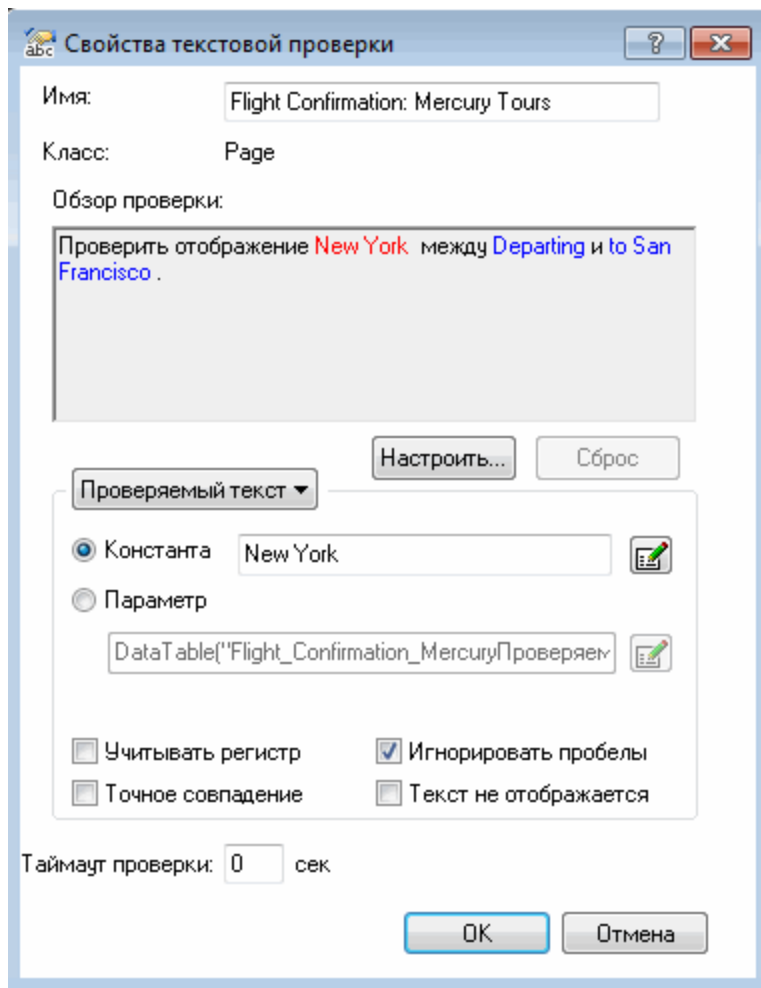 abc Свойства текстовой проверки ?
Имя: Flight Confirmation: Mercury Tours
Класс: Page
Обзор проверки:
Проверить отображение New York между Departing и to San
Francisco .
Настроить... Сброс
Проверяемый текст
Константа New York
Параметр
DataTable("Flight_Confirmation_MercuryПроверяем
Учитывать регистр Игнорировать пробелы
Точное совпадение Текст не отображается
Таймаут проверки: 0 сек
OK Отмена